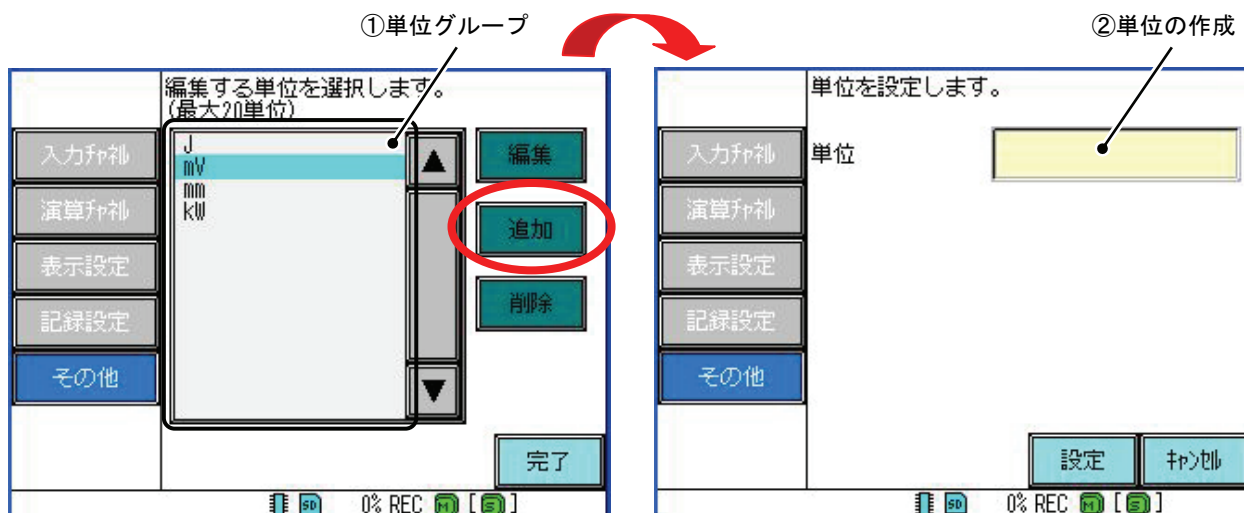 ①単位グループ
②単位の作成
編集する単位を選択します。
(最大20単位)
入力ﾁｬﾈﾙ
演算ﾁｬﾈﾙ
表示設定
記録設定
その他
J
mV
mm
kW
▲
▼
編集
追加
削除
完了
SD 0% REC M [S]
単位を設定します。
入力ﾁｬﾈﾙ
演算ﾁｬﾈﾙ
表示設定
記録設定
その他
単位
設定
ｷｬﾝｾﾙ
SD 0% REC M [S]